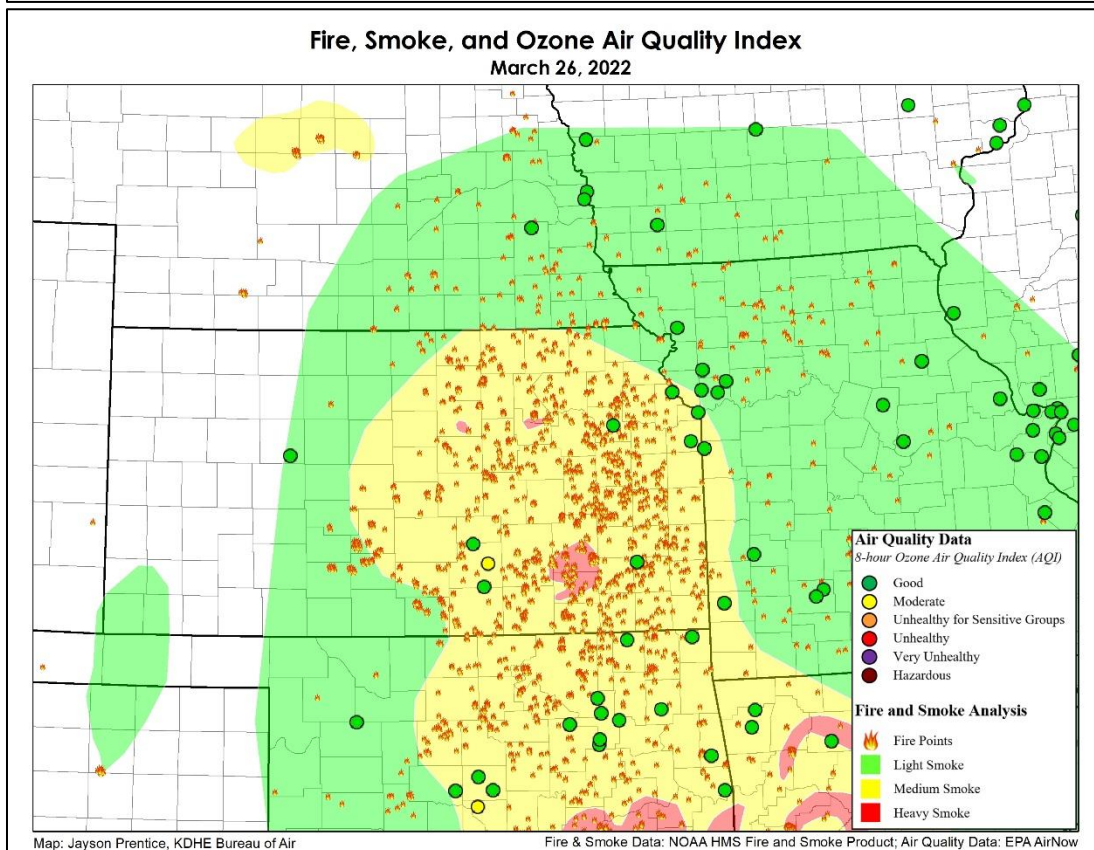 Fire, Smoke, and Ozone Air Quality Index
March 26, 2022
Air Quality Data
8-hour Ozone Air Quality Index (AQI)
Good
Moderate
Unhealthy for Sensitive Groups
Unhealthy
Very Unhealthy
Hazardous
Fire and Smoke Analysis
Fire Points
Light Smoke
Medium Smoke
Heavy Smoke
Map: Jayson Prentice, KDHE Bureau of Air
Fire & Smoke Data: NOAA HMS Fire and Smoke Product; Air Quality Data: EPA AirNow